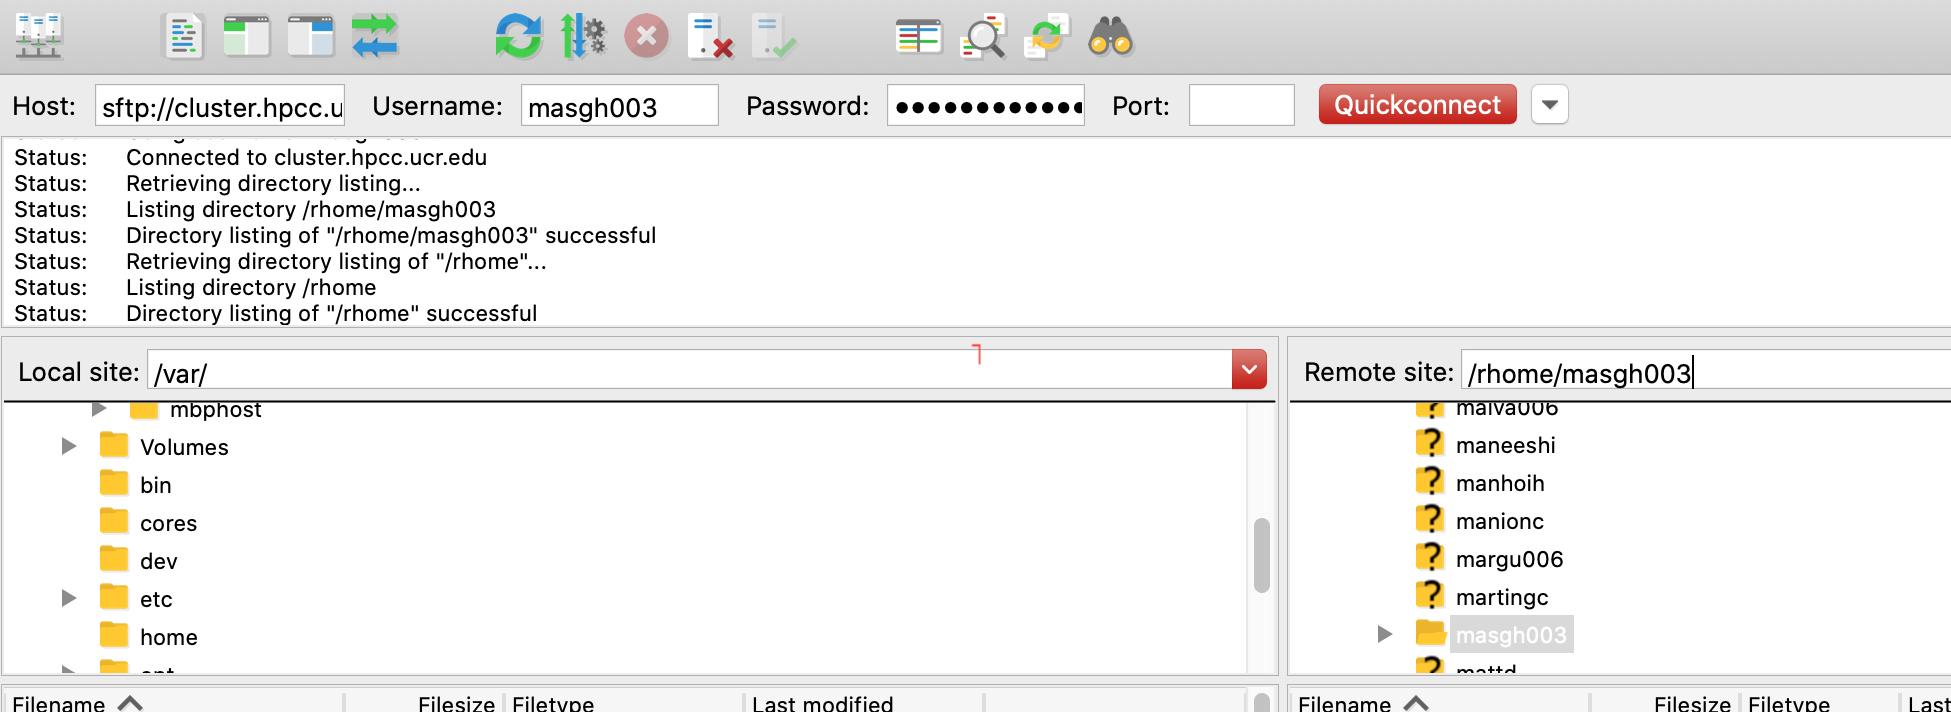 Host: sftp://cluster.hpcc.u Username: masgh003 Password: ●●●●●●●●●●●● Port: Quickconnect
Status: Connected to cluster.hpcc.ucr.edu
Status: Retrieving directory listing...
Status: Listing directory /rhome/masgh003
Status: Directory listing of "/rhome/masgh003" successful
Status: Retrieving directory listing of "/rhome"...
Status: Listing directory /rhome
Status: Directory listing of "/rhome" successful
Local site: /var/
mbphost
Volumes
bin
cores
dev
etc
home
Filename Filesize Filetype Last modified
Remote site: /rhome/masgh003
malva006
maneeshi
manhoih
manionc
margu006
martingc
masgh003
mattd
Filename Filesize Filetype Last